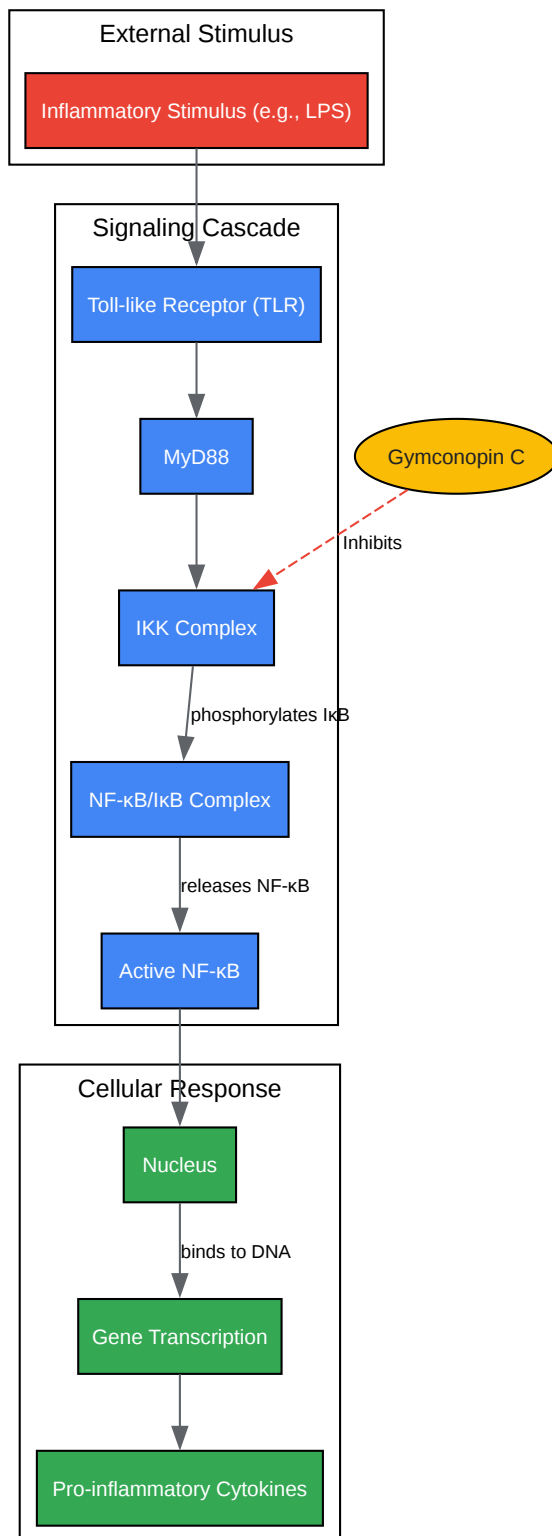 External Stimulus
Inflammatory Stimulus (e.g., LPS)
Signaling Cascade
Toll-like Receptor (TLR)
MyD88
Gymconopin C
Inhibits
IKK Complex
phosphorylates IκB
NF-κB/IκB Complex
releases NF-κB
Active NF-κB
Cellular Response
Nucleus
binds to DNA
Gene Transcription
Pro-inflammatory Cytokines